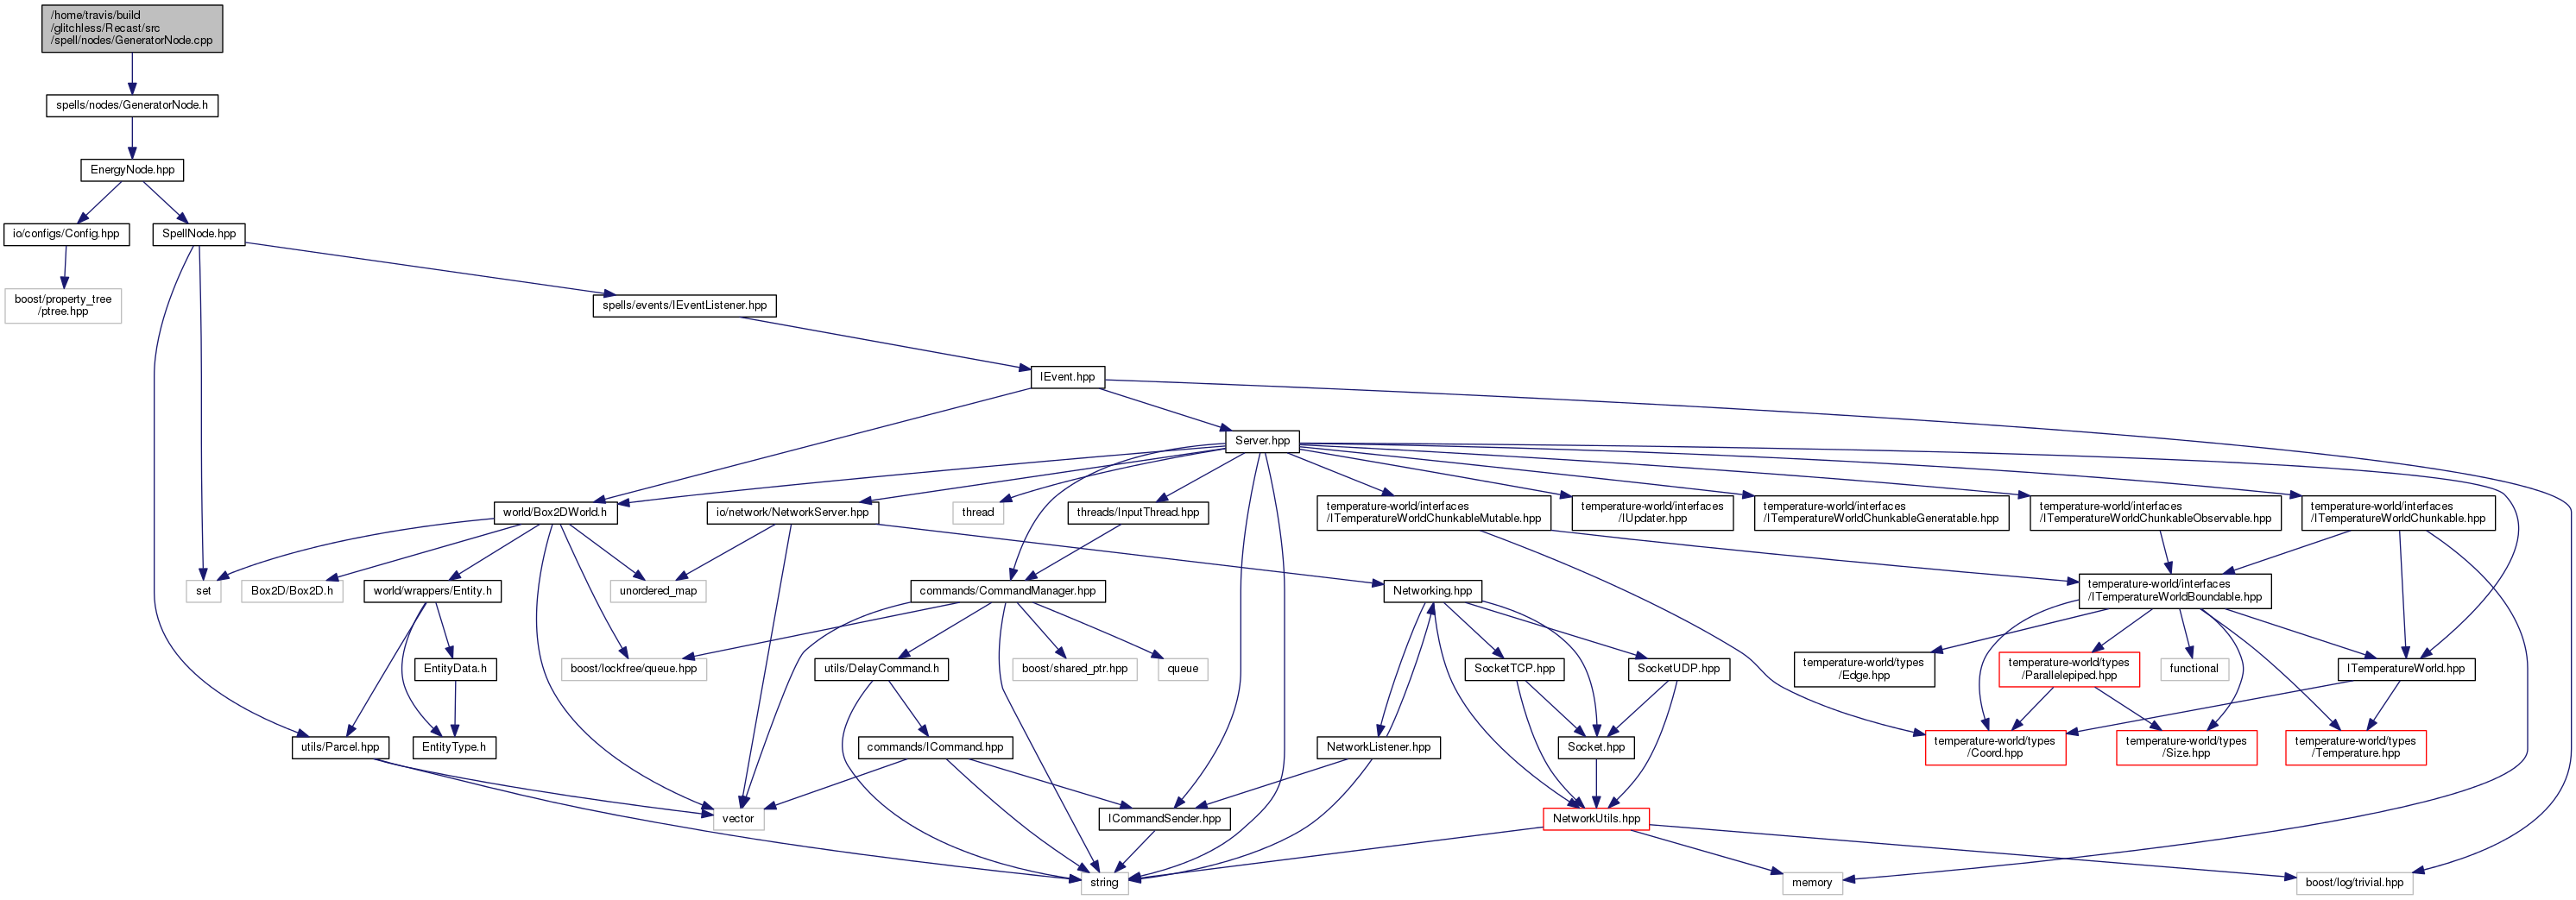 /home/travis/build
/glitchless/Recast/src
/spell/nodes/GeneratorNode.cpp
spells/nodes/GeneratorNode.h
EnergyNode.hpp
io/configs/Config.hpp
SpellNode.hpp
boost/property_tree
/ptree.hpp
spells/events/IEventListener.hpp
IEvent.hpp
Server.hpp
world/Box2DWorld.h
io/network/NetworkServer.hpp
thread
threads/InputThread.hpp
temperature-world/interfaces
/ITemperatureWorldChunkableMutable.hpp
temperature-world/interfaces
/IUpdater.hpp
temperature-world/interfaces
/ITemperatureWorldChunkableGeneratable.hpp
temperature-world/interfaces
/ITemperatureWorldChunkableObservable.hpp
temperature-world/interfaces
/ITemperatureWorldChunkable.hpp
set
Box2D/Box2D.h
world/wrappers/Entity.h
unordered_map
commands/CommandManager.hpp
Networking.hpp
temperature-world/interfaces
/ITemperatureWorldBoundable.hpp
EntityData.h
boost/lockfree/queue.hpp
utils/DelayCommand.h
boost/shared_ptr.hpp
queue
SocketTCP.hpp
SocketUDP.hpp
temperature-world/types
/Edge.hpp
temperature-world/types
/Parallelepiped.hpp
functional
ITemperatureWorld.hpp
utils/Parcel.hpp
EntityType.h
commands/ICommand.hpp
NetworkListener.hpp
Socket.hpp
temperature-world/types
/Coord.hpp
temperature-world/types
/Size.hpp
temperature-world/types
/Temperature.hpp
vector
ICommandSender.hpp
NetworkUtils.hpp
string
memory
boost/log/trivial.hpp